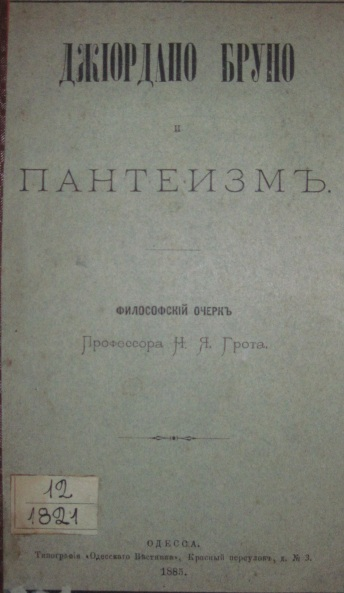 ДЖІОРДАНО БРУНО
И
ПАНТЕИЗМЪ.
ФИЛОСОФСКІЙ ОЧЕРКЪ
Профессора Н. Я. Грота.
12
1821
ОДЕССА.
Типографія «Одесскаго Вѣстника», Красный переулокъ, д. № 3.
1885.